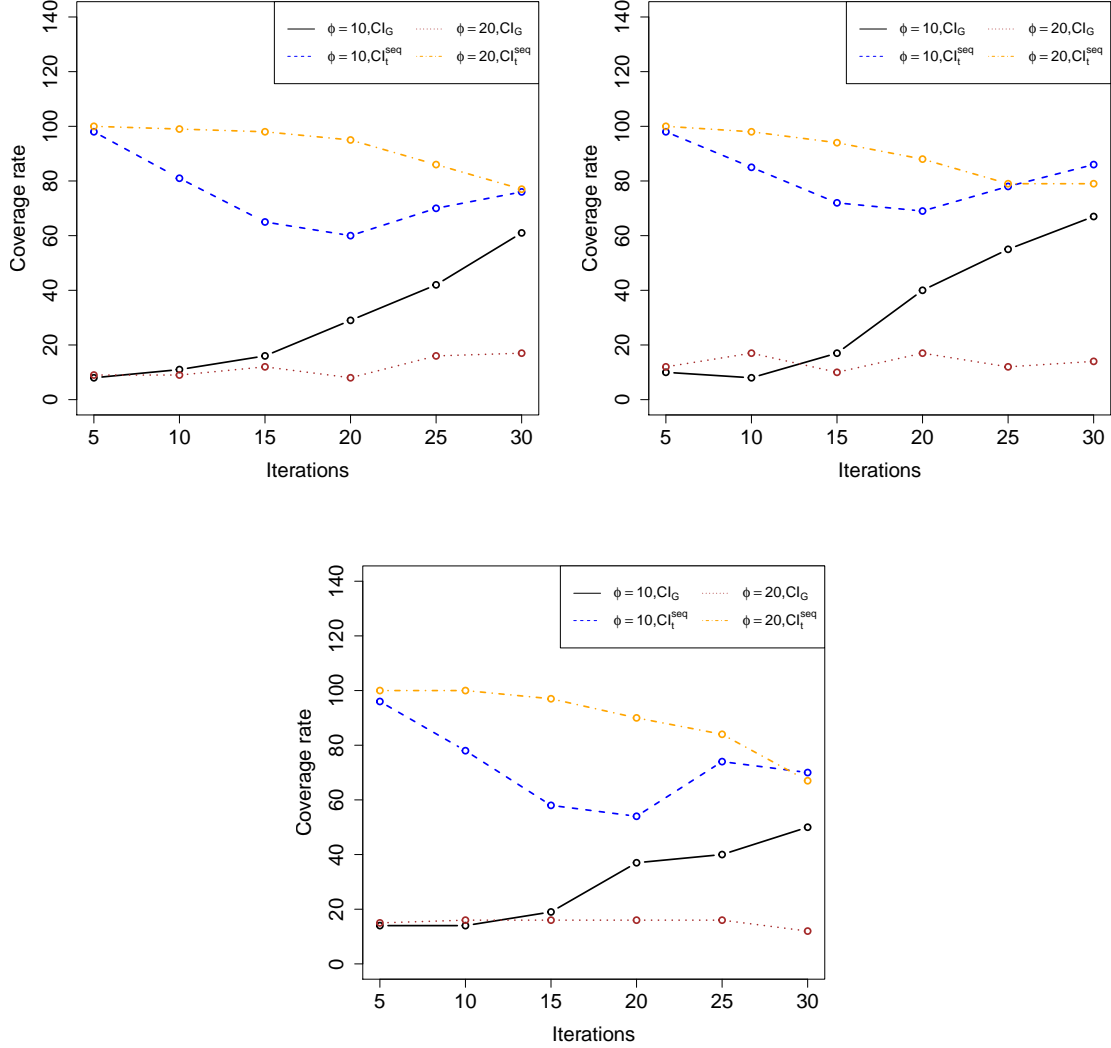 Coverage rate
0 20 40 60 80 100 120 140
ϕ = 10,CI_G ϕ = 20,CI_G
ϕ = 10,CI_t^seq ϕ = 20,CI_t^seq
5 10 15 20 25 30
Iterations
Coverage rate
0 20 40 60 80 100 120 140
ϕ = 10,CI_G ϕ = 20,CI_G
ϕ = 10,CI_t^seq ϕ = 20,CI_t^seq
5 10 15 20 25 30
Iterations
Coverage rate
0 20 40 60 80 100 120 140
ϕ = 10,CI_G ϕ = 20,CI_G
ϕ = 10,CI_t^seq ϕ = 20,CI_t^seq
5 10 15 20 25 30
Iterations